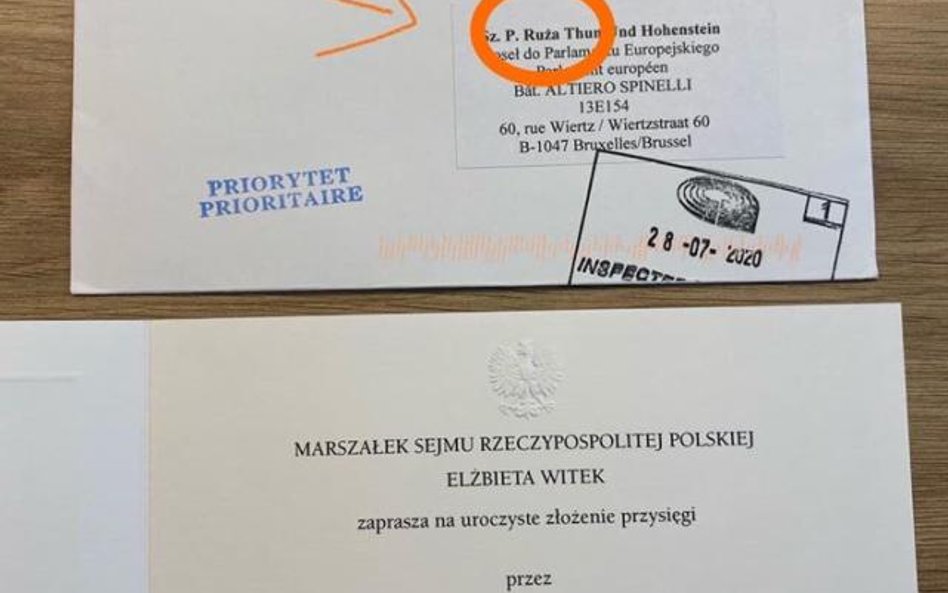 Sz. P. Ruża Thun Und Hohenstein
Poseł do Parlamentu Europejskiego
Parlement européen
Bât. ALTIERO SPINELLI
13E154
60, rue Wiertz / Wiertzstraat 60
B-1047 Bruxelles/Brussel
PRIORYTET
PRIORITAIRE
1
28-07-2020
INSPECTED
MARSZAŁEK SEJMU RZECZYPOSPOLITEJ POLSKIEJ
ELŻBIETA WITEK
zaprasza na uroczyste złożenie przysięgi
przez